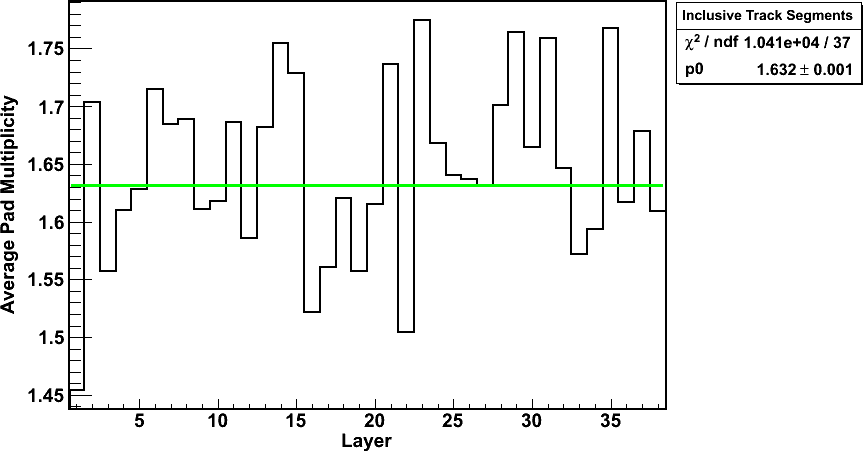 Inclusive Track Segments
χ² / ndf 1.041e+04 / 37
p0 1.632 ± 0.001
Average Pad Multiplicity
1.75
1.7
1.65
1.6
1.55
1.5
1.45
5 10 15 20 25 30 35
Layer